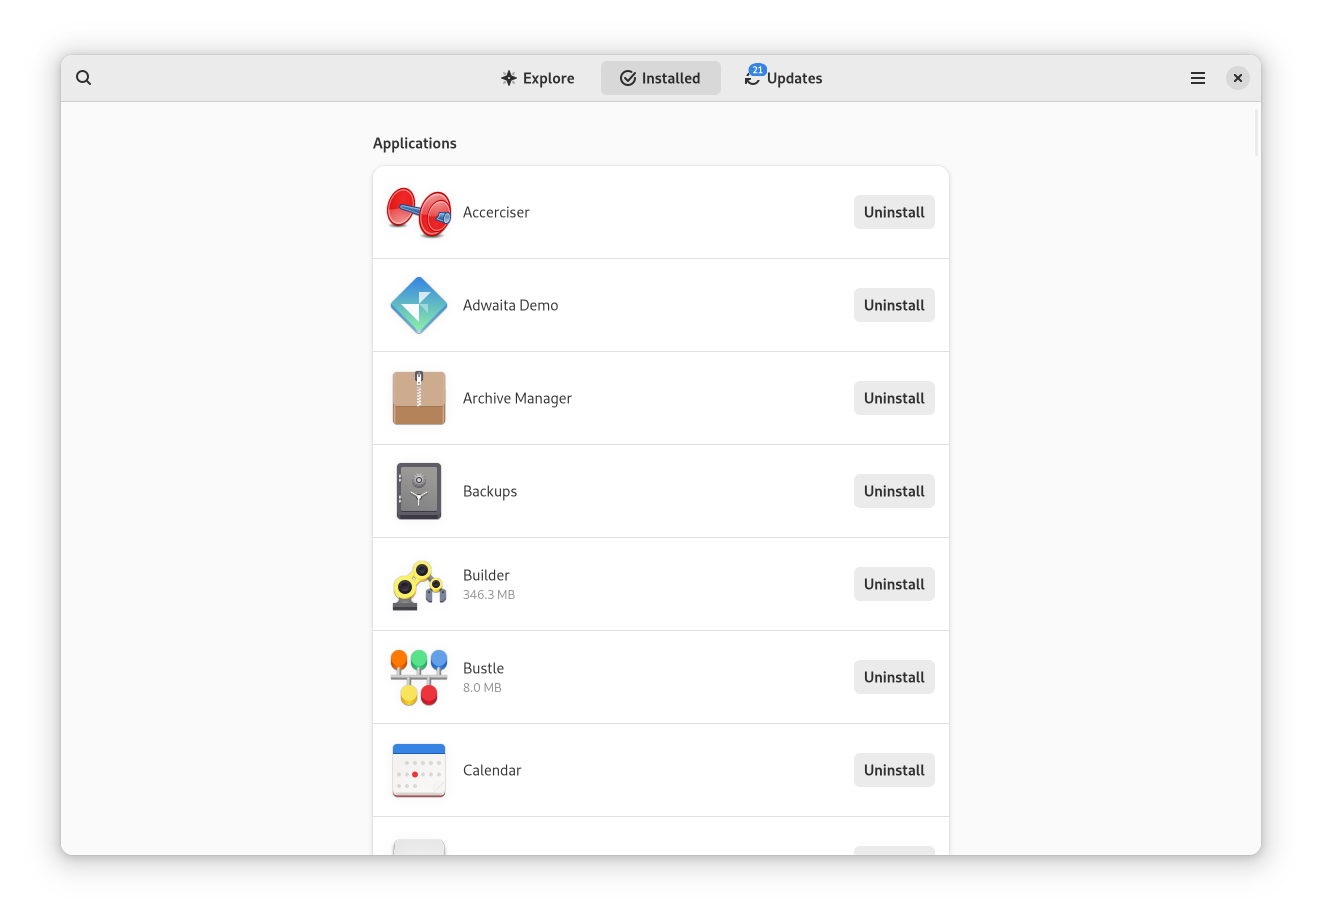 Explore
Installed
21
Updates
Applications
Accerciser
Uninstall
Adwaita Demo
Uninstall
Archive Manager
Uninstall
Backups
Uninstall
Builder
346.3 MB
Uninstall
Bustle
8.0 MB
Uninstall
Calendar
Uninstall